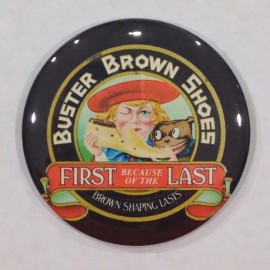 BUSTER BROWN SHOES
FIRST BECAUSE OF THE LAST
BROWN SHAPING LASTS